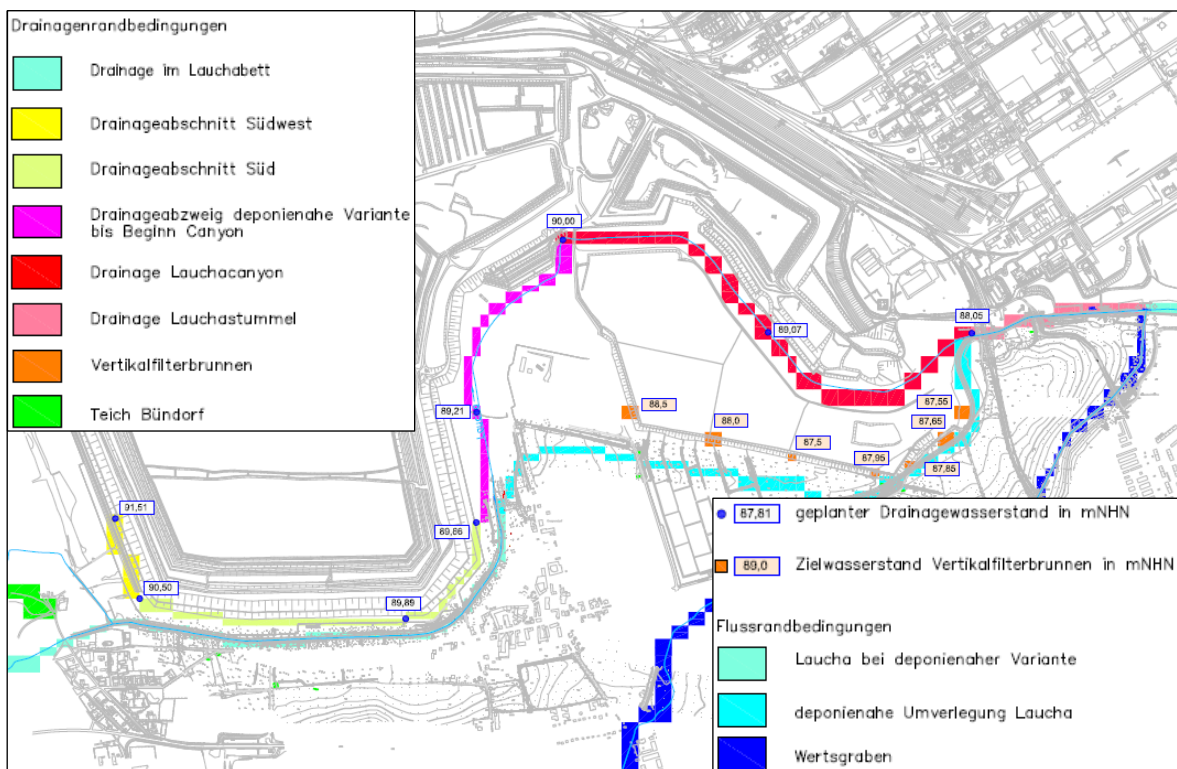 Drainagenrandbedingungen
Drainage im Lauchabett
Drainageabschnitt Südwest
Drainageabschnitt Süd
Drainageabzweig deponienahe Variante
bis Beginn Canyon
Drainage Lauchacanyon
Drainage Lauchastummel
Vertikalfilterbrunnen
Teich Bündorf
90,00
88,05
89,07
87,55
88,5
89,21
88,0
87,65
87,5
87,95
87,85
91,51
89,66
90,50
89,89
87,81 geplanter Drainagewasserstand in mNHN
89,0 Zielwasserstand Vertikalfilterbrunnen in mNHN
Flussrandbedingungen
Laucha bei deponienaher Variante
deponienahe Umverlegung Laucha
Wertsgraben